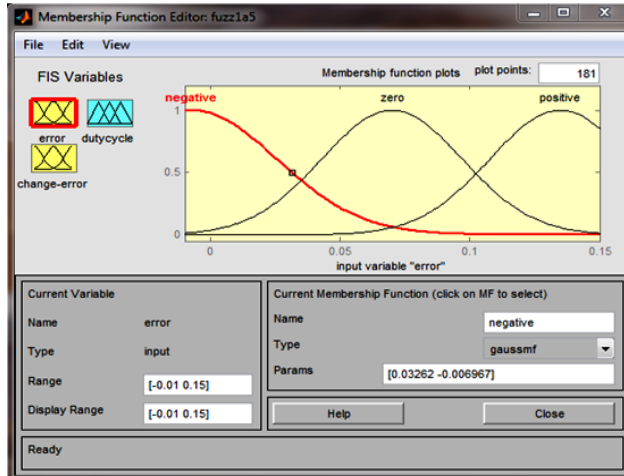 Membership Function Editor: fuzz1a5
File Edit View
FIS Variables
error
dutycycle
change-error
Membership function plots
plot points:
181
negative
zero
positive
1
0.5
0
0
0.05
0.1
0.15
input variable "error"
Current Variable
Name error
Type input
Range [-0.01 0.15]
Display Range [-0.01 0.15]
Current Membership Function (click on MF to select)
Name negative
Type gaussmf
Params [0.03262 -0.006967]
Help Close
Ready